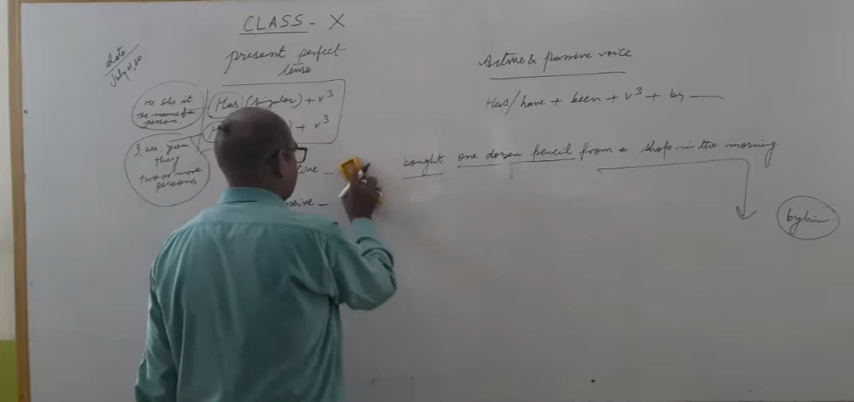 CLASS - X
Date
July 21, 20
present perfect
tense
Active & passive voice
He she it
the name of a
person.
Has (singular) + v³
+ v³
Has/have + been + v³ + by ——
I, we, you
they
two or more
persons
tive -
bought one dozen pencil from a shop in the morning
ssive -
by him